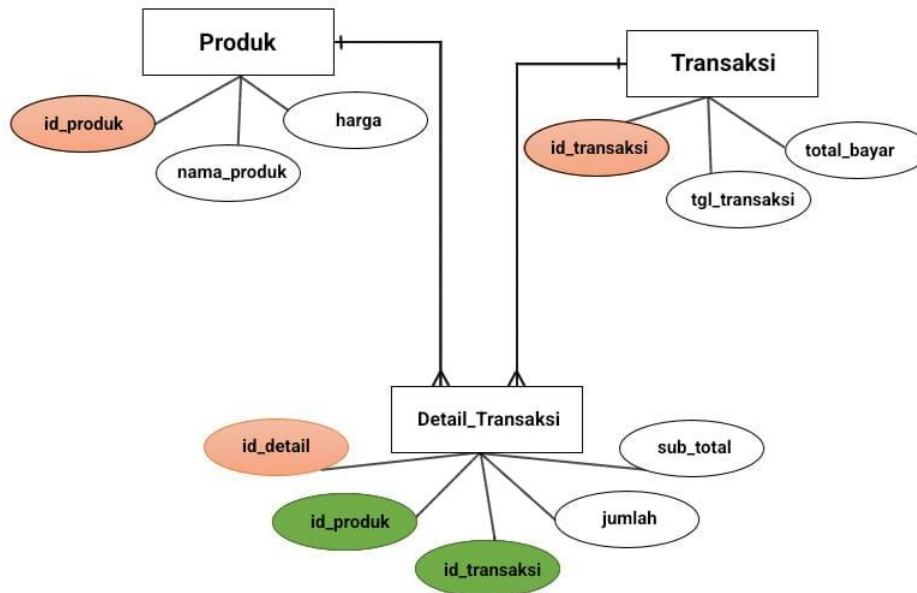 Produk
Transaksi
id_produk
harga
nama_produk
id_transaksi
total_bayar
tgl_transaksi
Detail_Transaksi
id_detail
sub_total
id_produk
jumlah
id_transaksi